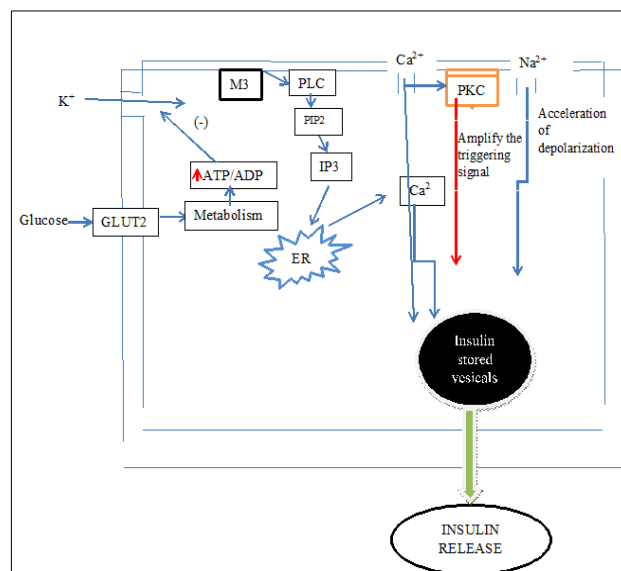 Ca²⁺
Na²⁺
M3
PLC
PKC
K⁺
(-)
PIP2
Acceleration
of
depolarization
Amplify the
triggering
signal
IP3
ATP/ADP
Ca²
Glucose
GLUT2
Metabolism
ER
Insulin
stored
vesicals
INSULIN
RELEASE